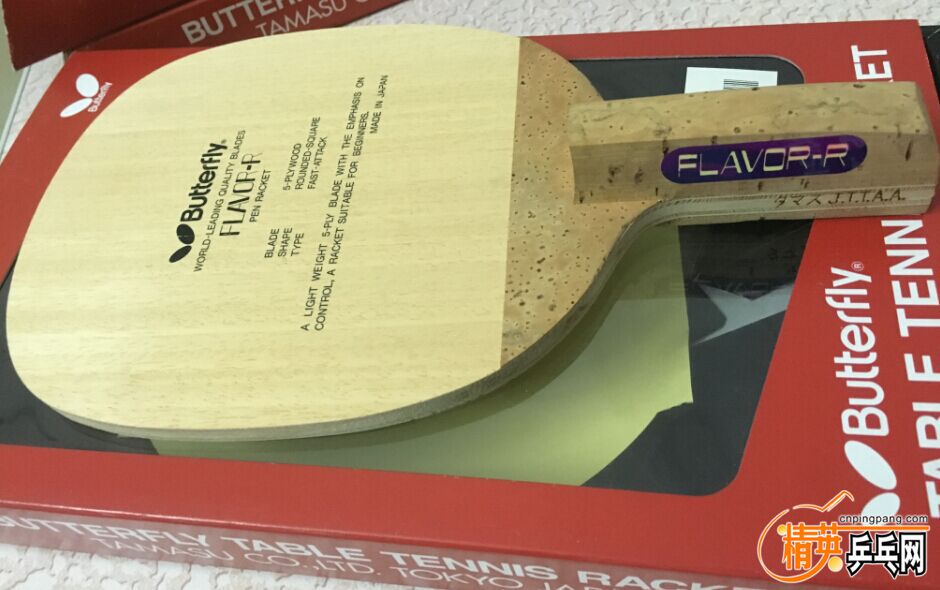 BUTTERFLY
TAMASU CO
Butterfly
Butterfly®
WORLD-LEADING QUALITY BLADES
FLAVOR-R
PEN RACKET
BLADE 5-PLYWOOD
SHAPE ROUNDED-SQUARE
TYPE FAST-ATTACK
A LIGHT WEIGHT 5-PLY BLADE WITH THE EMPHASIS ON
CONTROL, A RACKET SUITABLE FOR BEGINNERS.
MADE IN JAPAN
FLAVOR-R
タマス J.T.T.A.A.
Butterfly®
TABLE TENN
KET
BUTTERFLY TABLE TENNIS RACKE
TAMASU CO.,LTD. TOKYO JAP
cnpingpang.com
精英乒乓网